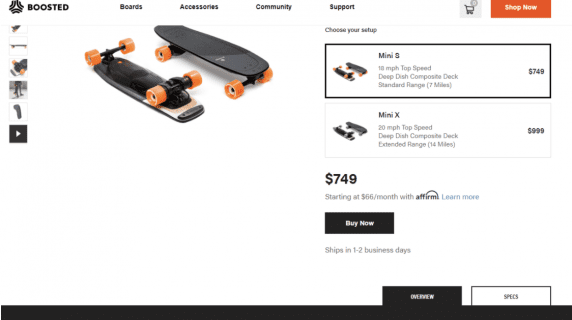 BOOSTED
Boards
Accessories
Community
Support
Shop Now
Choose your setup
Mini S
18 mph Top Speed
Deep Dish Composite Deck
Standard Range (7 Miles)
$749
Mini X
20 mph Top Speed
Deep Dish Composite Deck
Extended Range (14 Miles)
$999
$749
Starting at $66/month with affirm. Learn more
Buy Now
Ships in 1-2 business days
OVERVIEW
SPECS